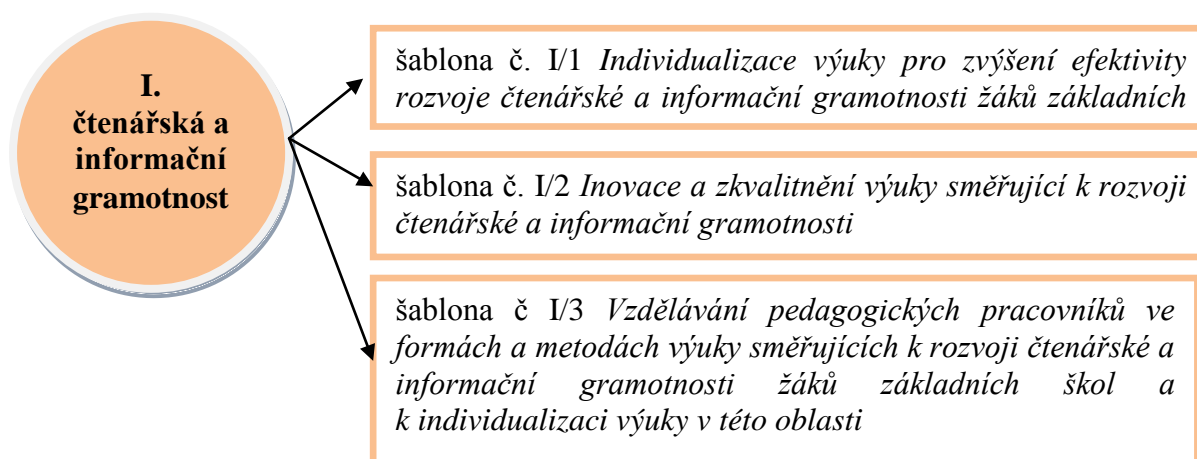 I.
čtenářská a
informační
gramotnost
šablona č. I/1 Individualizace výuky pro zvýšení efektivity
rozvoje čtenářské a informační gramotnosti žáků základních
šablona č. I/2 Inovace a zkvalitnění výuky směřující k rozvoji
čtenářské a informační gramotnosti
šablona č I/3 Vzdělávání pedagogických pracovníků ve
formách a metodách výuky směřujících k rozvoji čtenářské a
informační gramotnosti žáků základních škol a
k individualizaci výuky v této oblasti